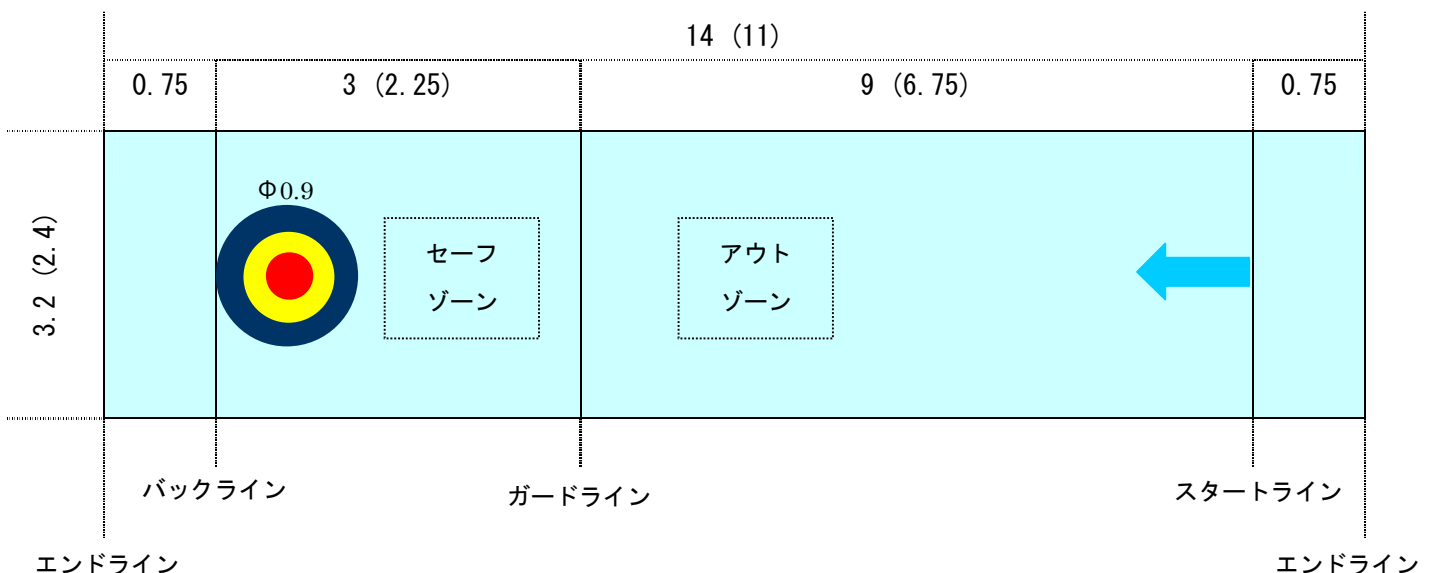 14 (11)
0.75
3 (2.25)
9 (6.75)
0.75
3.2 (2.4)
Φ0.9
セーフ
ゾーン
アウト
ゾーン
バックライン
ガードライン
スタートライン
エンドライン
エンドライン